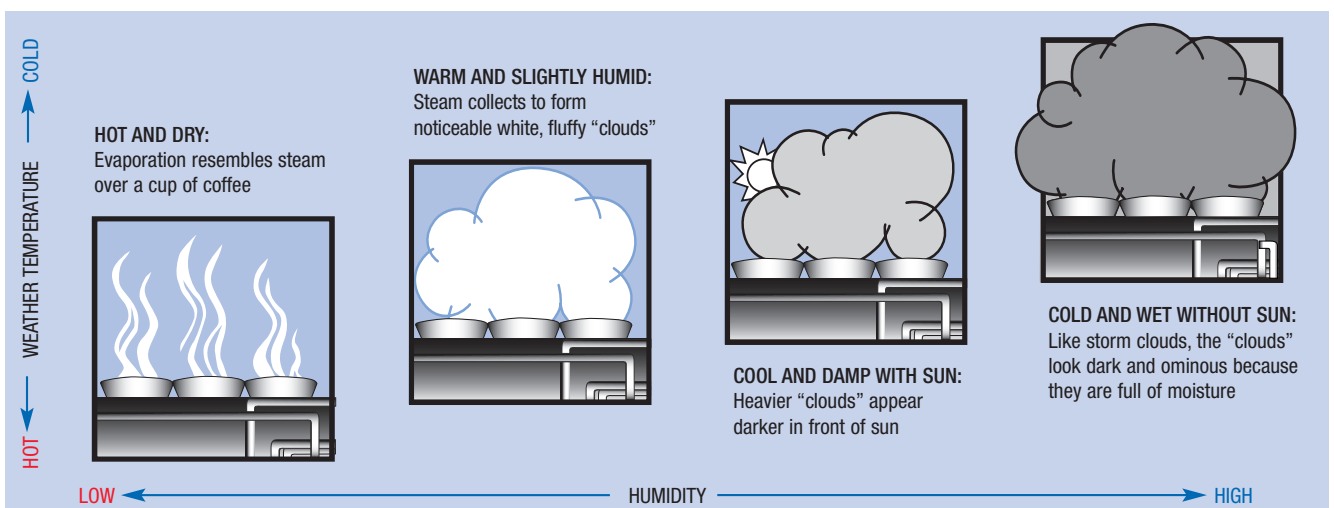 COLD
WEATHER TEMPERATURE
HOT
HOT AND DRY:
Evaporation resembles steam
over a cup of coffee
WARM AND SLIGHTLY HUMID:
Steam collects to form
noticeable white, fluffy “clouds”
COOL AND DAMP WITH SUN:
Heavier “clouds” appear
darker in front of sun
COLD AND WET WITHOUT SUN:
Like storm clouds, the “clouds”
look dark and ominous because
they are full of moisture
LOW
HUMIDITY
HIGH